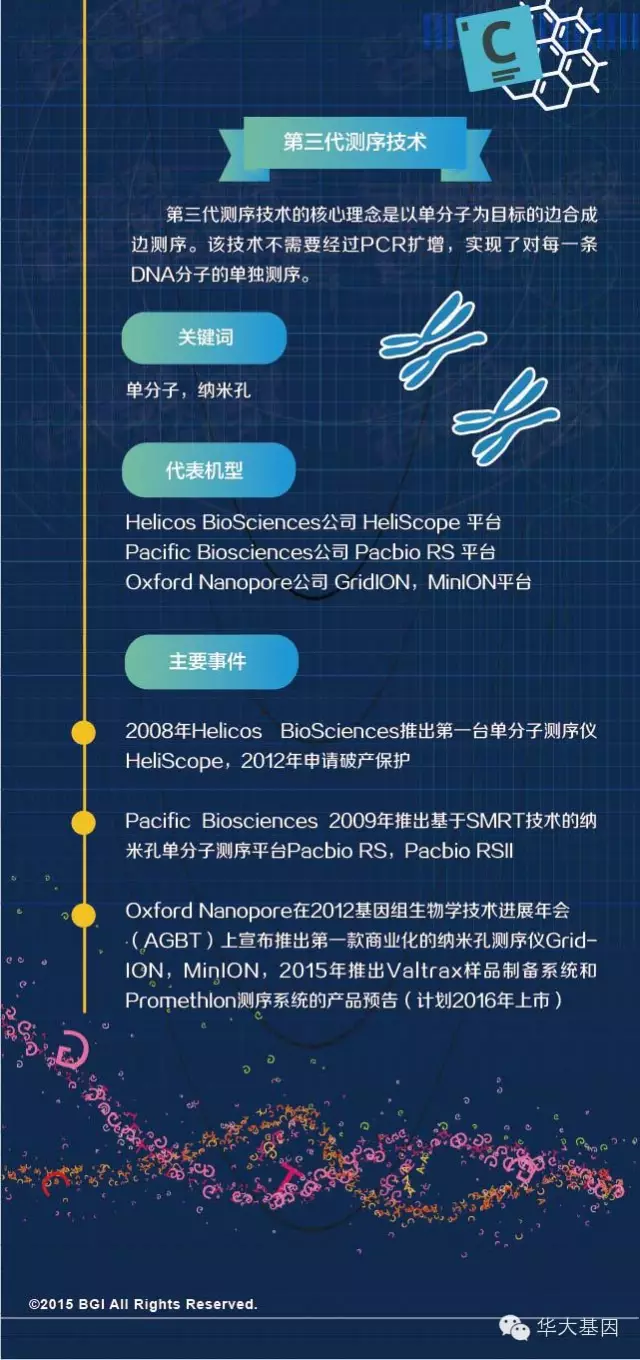 C
第三代测序技术
第三代测序技术的核心理念是以单分子为目标的边合成
边测序。该技术不需要经过PCR扩增，实现了对每一条
DNA分子的单独测序。
关键词
单分子，纳米孔
代表机型
Helicos BioSciences公司 HeliScope 平台
Pacific Biosciences公司 Pacbio RS 平台
Oxford Nanopore公司 GridION，MinION平台
主要事件
2008年Helicos BioSciences推出第一台单分子测序仪
HeliScope，2012年申请破产保护
Pacific Biosciences 2009年推出基于SMRT技术的纳
米孔单分子测序平台Pacbio RS，Pacbio RSII
Oxford Nanopore在2012基因组生物学技术进展年会
（AGBT）上宣布推出第一款商业化的纳米孔测序仪Grid-
ION，MinION，2015年推出Valtrax样品制备系统和
Promethlon测序系统的产品预告（计划2016年上市）
©2015 BGI All Rights Reserved.
华大基因